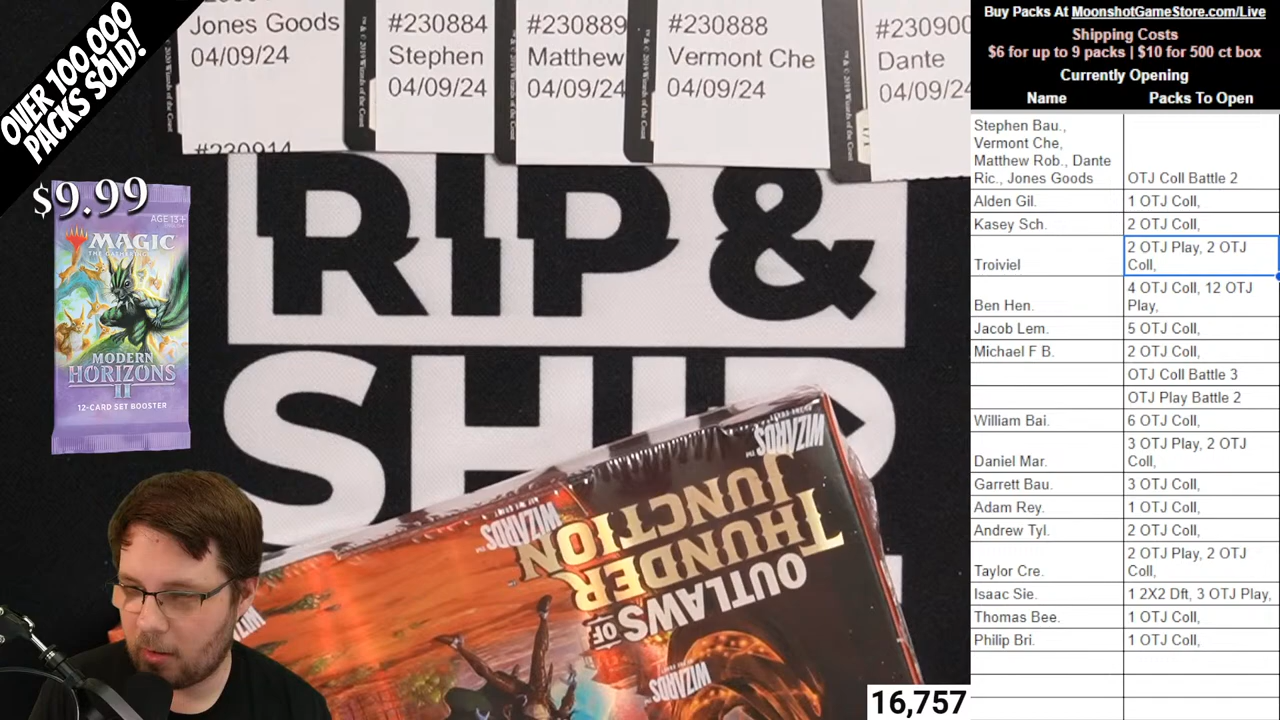 OVER 100,000
PACKS SOLD!
$9.99
AGE 13+
MAGIC
THE GATHERING
MODERN
HORIZONS
II
12-CARD SET BOOSTER
Jones Goods
04/09/24
#230914
#230884
Stephen
04/09/24
#230889
Matthew
04/09/24
#230888
Vermont Che
04/09/24
#230900
Dante
04/09/24
RIP &
SHIP
WIZARDS
WIZARDS
OUTLAWS
OF
THUNDER
JUNCTION
WIZARDS
16,757
Buy Packs At MoonshotGameStore.com/Live
Shipping Costs
$6 for up to 9 packs | $10 for 500 ct box
Currently Opening
Name Packs To Open
Stephen Bau.,
Vermont Che,
Matthew Rob., Dante
Ric., Jones Goods OTJ Coll Battle 2
Alden Gil. 1 OTJ Coll,
Kasey Sch. 2 OTJ Coll,
Troiviel 2 OTJ Play, 2 OTJ
Coll,
Ben Hen. 4 OTJ Coll, 12 OTJ
Play,
Jacob Lem. 5 OTJ Coll,
Michael F B. 2 OTJ Coll,
OTJ Coll Battle 3
OTJ Play Battle 2
William Bai. 6 OTJ Coll,
Daniel Mar. 3 OTJ Play, 2 OTJ
Coll,
Garrett Bau. 3 OTJ Coll,
Adam Rey. 1 OTJ Coll,
Andrew Tyl. 2 OTJ Coll,
Taylor Cre. 2 OTJ Play, 2 OTJ
Coll,
Isaac Sie. 1 2X2 Dft, 3 OTJ Play,
Thomas Bee. 1 OTJ Coll,
Philip Bri. 1 OTJ Coll,